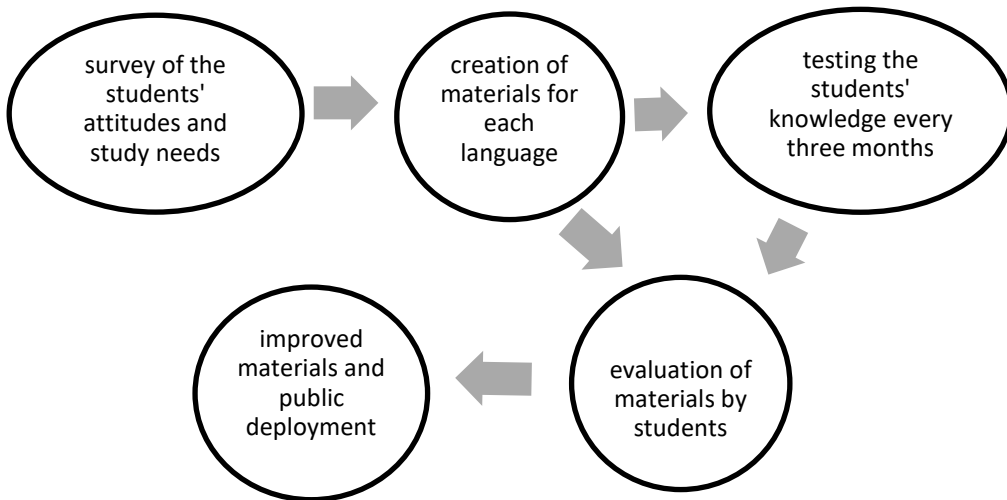 survey of the
students'
attitudes and
study needs
creation of
materials for
each
language
testing the
students'
knowledge every
three months
evaluation of
materials by
students
improved
materials and
public
deployment